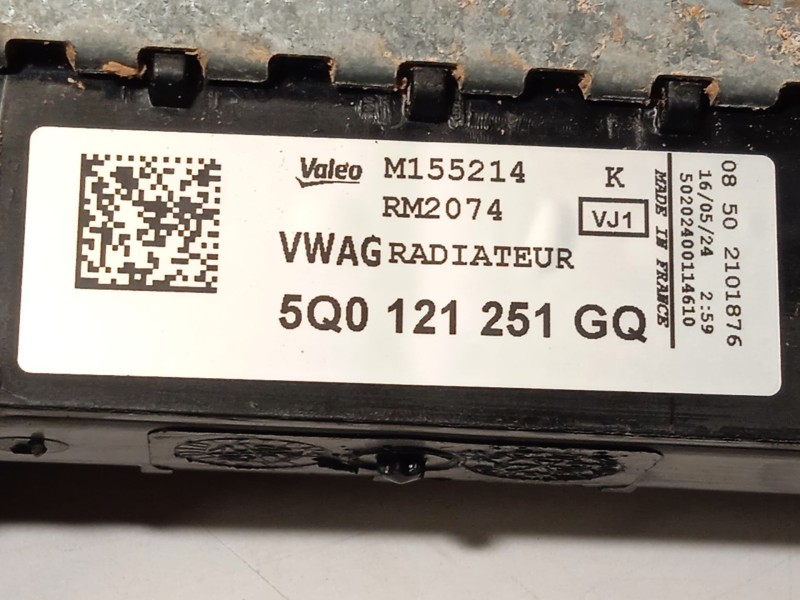 Valeo M155214 K
RM2074 VJ1
VWAG RADIATEUR
5Q0 121 251 GQ
08 50 2101876
16/05/24 2:59
50202400114610
MADE IN FRANCE